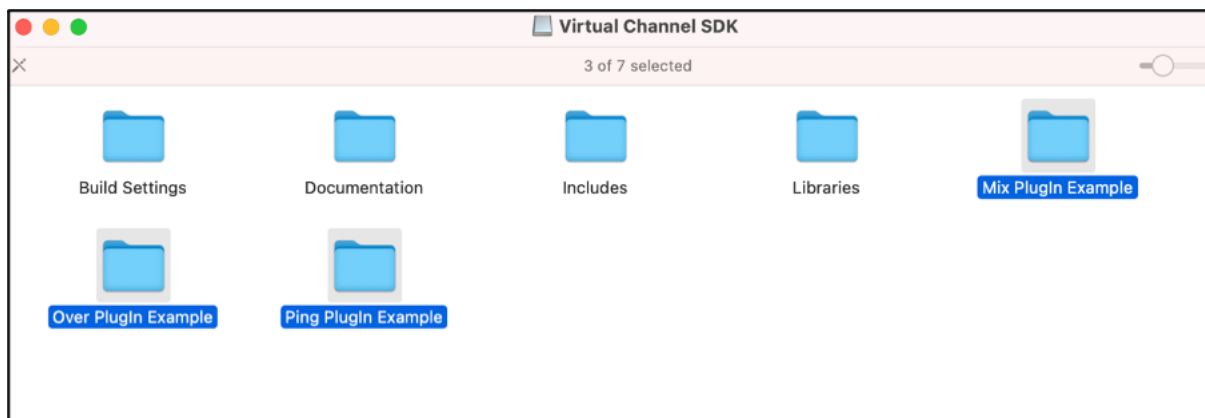 Virtual Channel SDK
3 of 7 selected
Build Settings
Documentation
Includes
Libraries
Mix PlugIn Example
Over PlugIn Example
Ping PlugIn Example